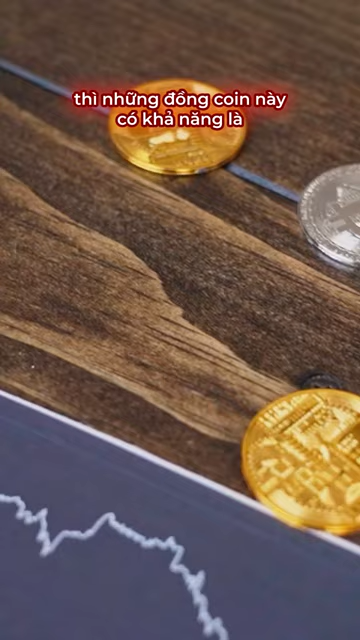 thì những đồng coin này
có khả năng là